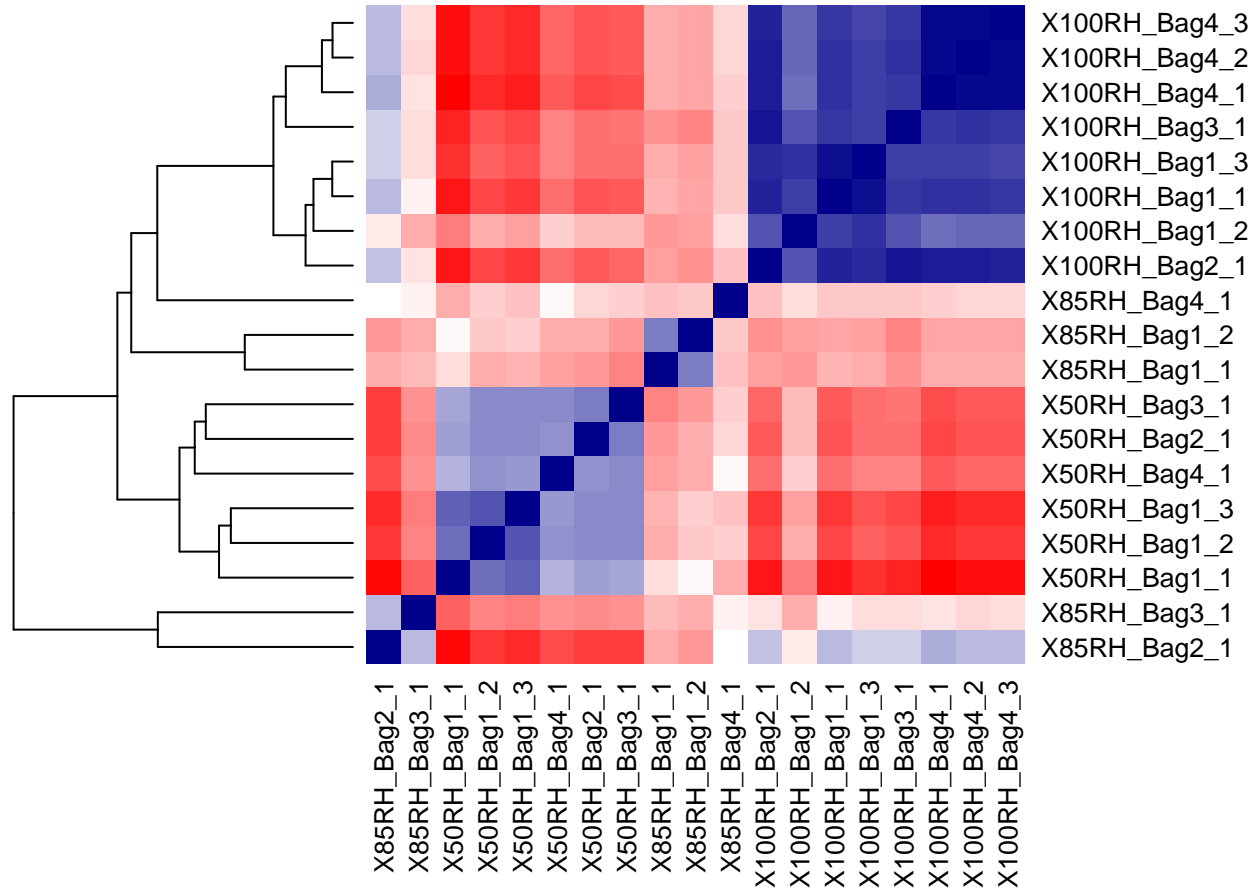 X100RH_Bag4_3
X100RH_Bag4_2
X100RH_Bag4_1
X100RH_Bag3_1
X100RH_Bag1_3
X100RH_Bag1_1
X100RH_Bag1_2
X100RH_Bag2_1
X85RH_Bag4_1
X85RH_Bag1_2
X85RH_Bag1_1
X50RH_Bag3_1
X50RH_Bag2_1
X50RH_Bag4_1
X50RH_Bag1_3
X50RH_Bag1_2
X50RH_Bag1_1
X85RH_Bag3_1
X85RH_Bag2_1
X85RH_Bag2_1
X85RH_Bag3_1
X50RH_Bag1_1
X50RH_Bag1_2
X50RH_Bag1_3
X50RH_Bag4_1
X50RH_Bag2_1
X50RH_Bag3_1
X85RH_Bag1_1
X85RH_Bag1_2
X85RH_Bag4_1
X100RH_Bag2_1
X100RH_Bag1_2
X100RH_Bag1_1
X100RH_Bag1_3
X100RH_Bag3_1
X100RH_Bag4_1
X100RH_Bag4_2
X100RH_Bag4_3